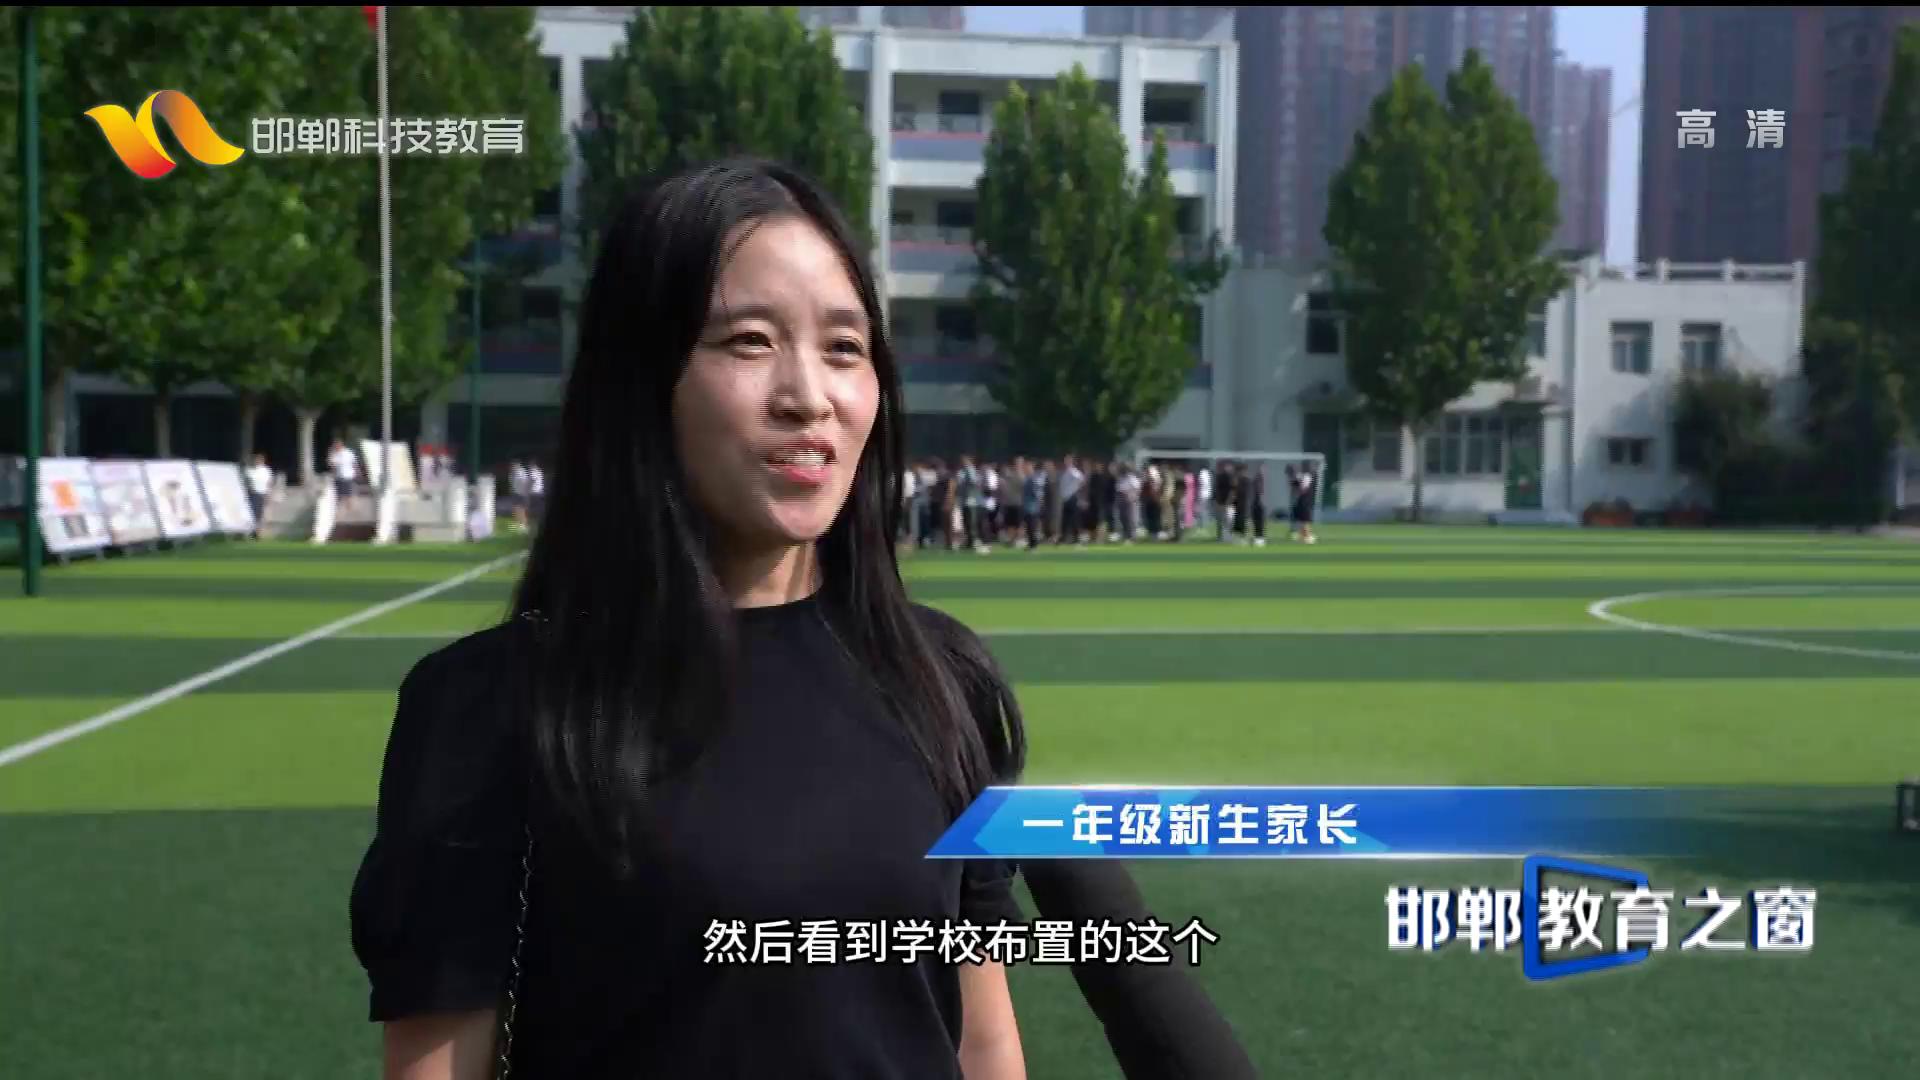 邯郸科技教育
高清
一年级新生家长
邯郸教育之窗
然后看到学校布置的这个